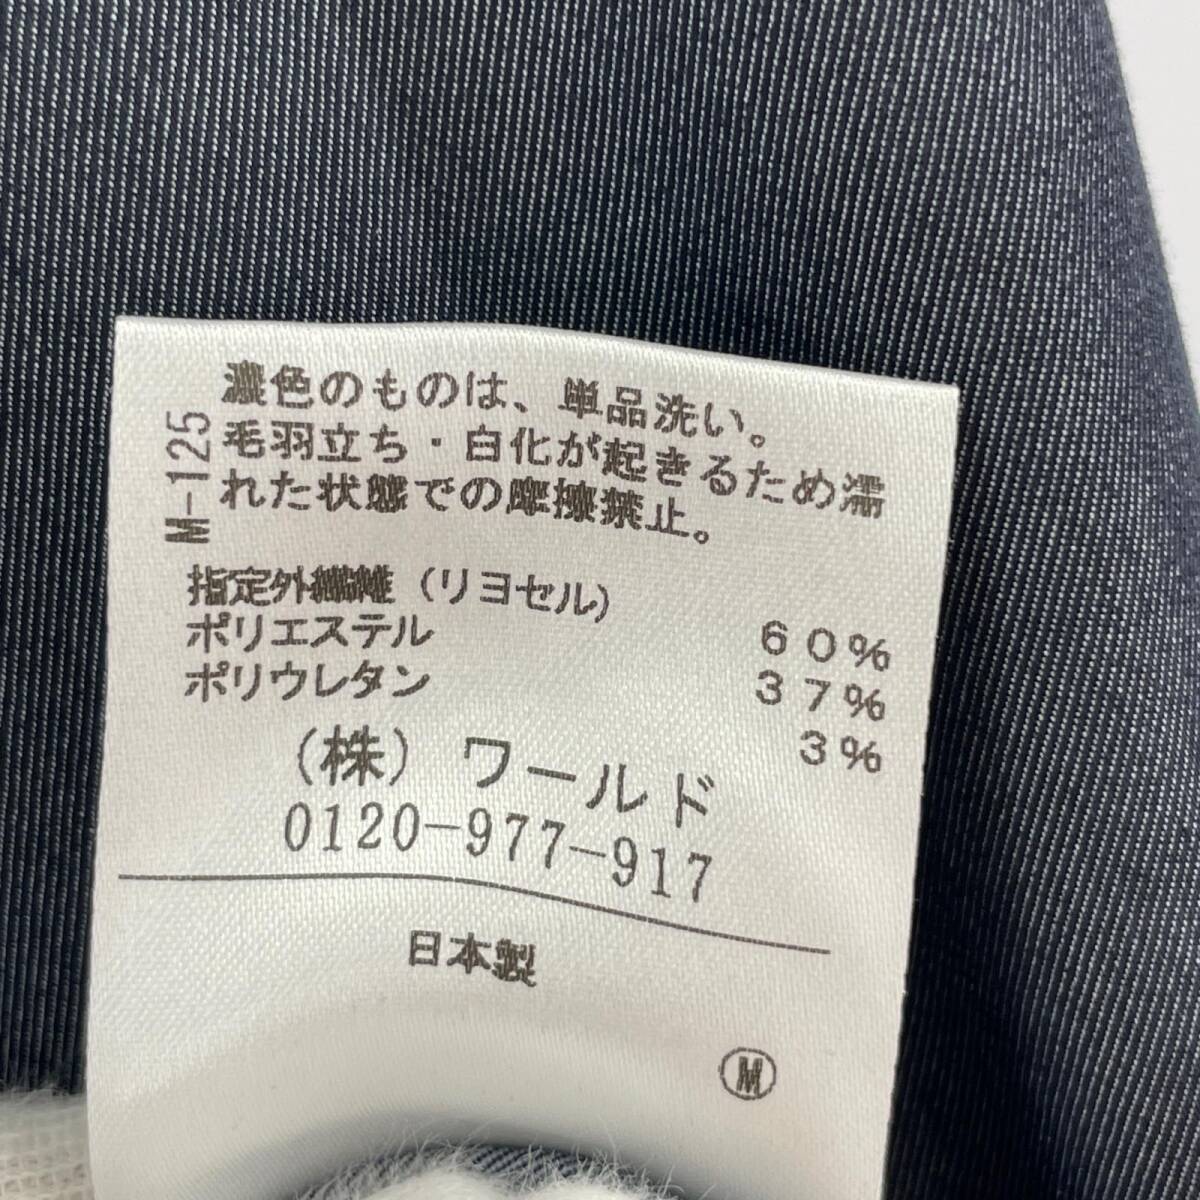 濃色のものは、単品洗い。
毛羽立ち・白化が起きるため濡
れた状態での摩擦禁止。
M-125
指定外繊維(リヨセル)
60%
ポリエステル
37%
ポリウレタン
3%
(株)ワールド
0120-977-917
日本製
Ⓜ